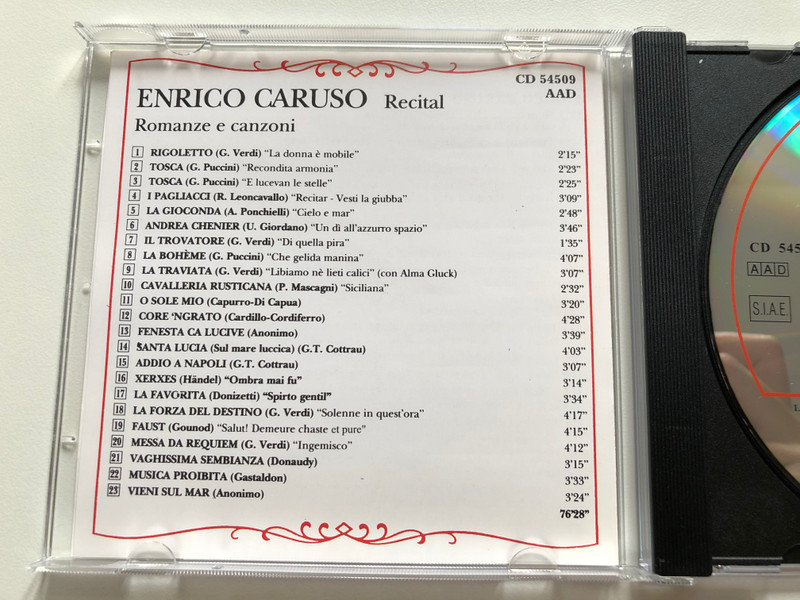 CD 54509
ENRICO CARUSO Recital AAD
Romanze e canzoni
1 RIGOLETTO (G. Verdi) “La donna è mobile” 2'15”
2 TOSCA (G. Puccini) “Recondita armonia” 2'23”
3 TOSCA (G. Puccini) “E lucevan le stelle” 2'25”
4 I PAGLIACCI (R. Leoncavallo) “Recitar - Vesti la giubba” 3'09”
5 LA GIOCONDA (A. Ponchielli) “Cielo e mar” 2'48”
6 ANDREA CHENIER (U. Giordano) “Un dì all'azzurro spazio” 3'46”
7 IL TROVATORE (G. Verdi) “Di quella pira” 1'35”
8 LA BOHÈME (G. Puccini) “Che gelida manina” 4'07”
9 LA TRAVIATA (G. Verdi) “Libiamo nè lieti calici” (con Alma Gluck) 3'07”
10 CAVALLERIA RUSTICANA (P. Mascagni) “Siciliana” 2'32”
11 O SOLE MIO (Capurro-Di Capua) 3'20”
12 CORE 'NGRATO (Cardillo-Cordiferro) 4'28”
13 FENESTA CA LUCIVE (Anonimo) 3'39”
14 SANTA LUCIA (Sul mare luccica) (G.T. Cottrau) 4'03”
15 ADDIO A NAPOLI (G.T. Cottrau) 3'07”
16 XERXES (Händel) “Ombra mai fu” 3'14”
17 LA FAVORITA (Donizetti) “Spirto gentil” 3'34”
18 LA FORZA DEL DESTINO (G. Verdi) “Solenne in quest'ora” 4'17”
19 FAUST (Gounod) “Salut! Demeure chaste et pure” 4'15”
20 MESSA DA REQUIEM (G. Verdi) “Ingemisco” 4'12”
21 VAGHISSIMA SEMBIANZA (Donaudy) 3'15”
22 MUSICA PROIBITA (Gastaldon) 3'33”
23 VIENI SUL MAR (Anonimo) 3'24”
76'28”
CD 545
AAD
S.I.A.E.